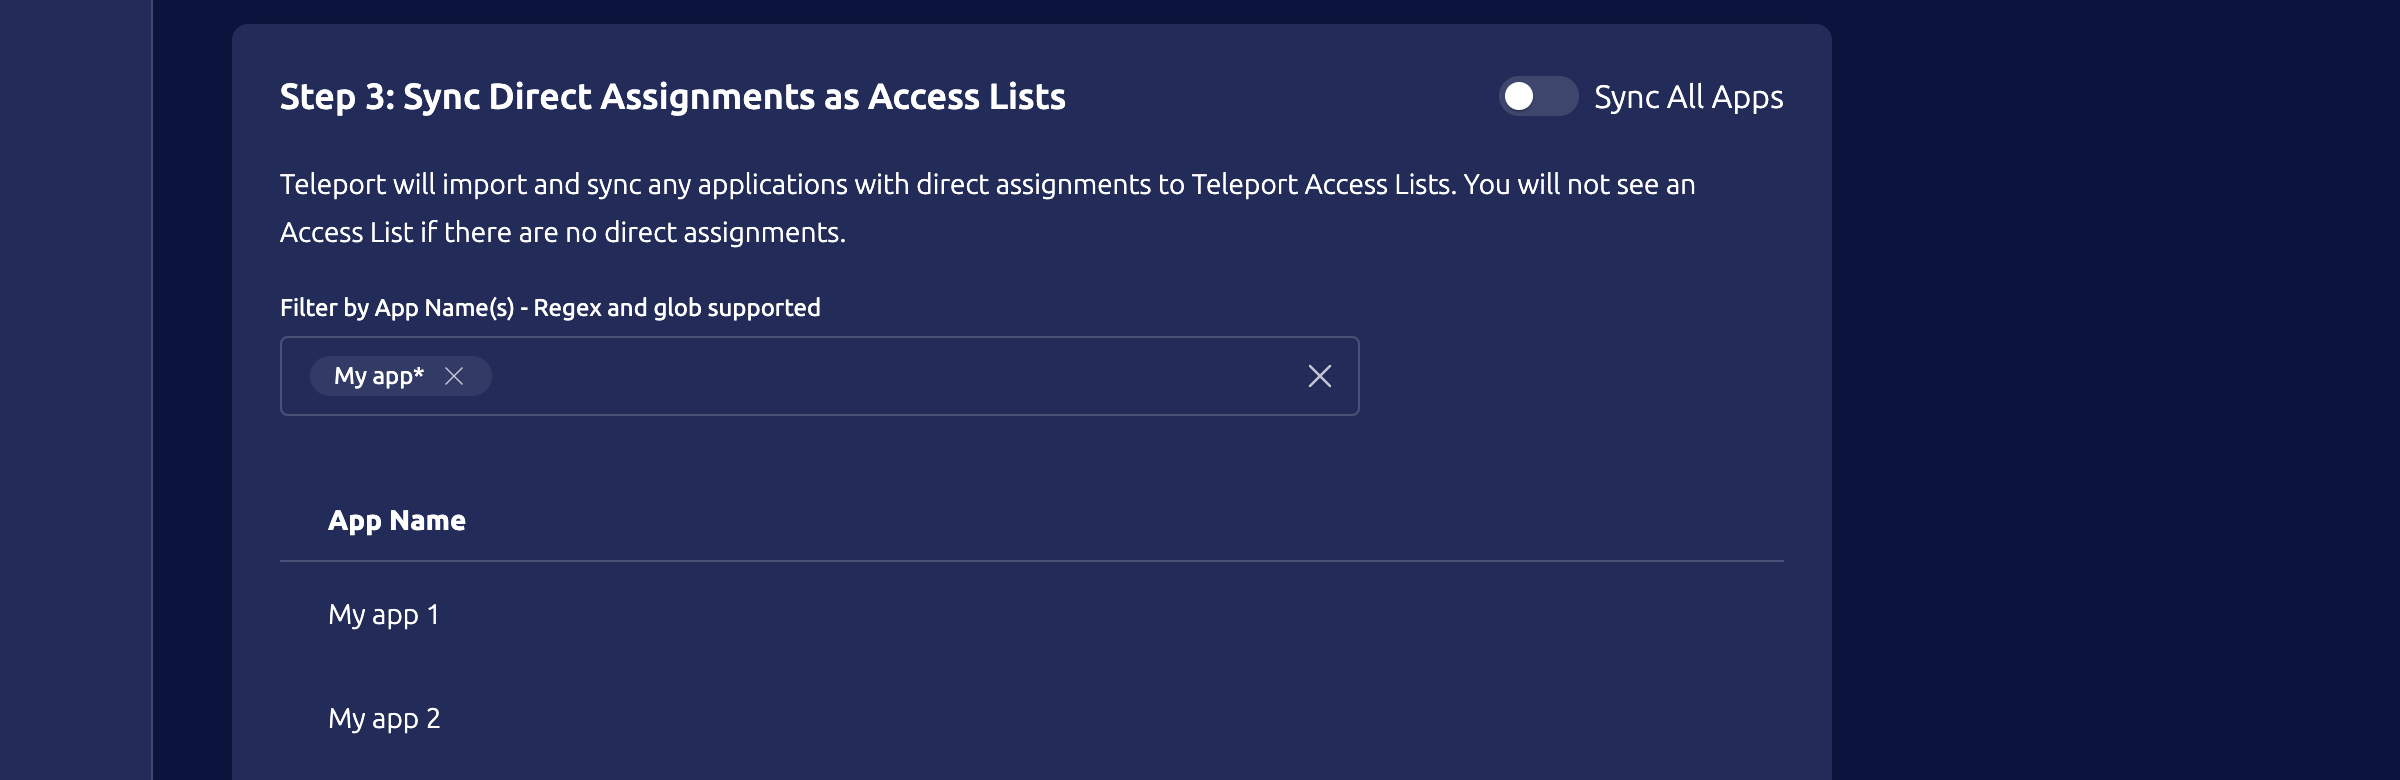 Step 3: Sync Direct Assignments as Access Lists
Sync All Apps
Teleport will import and sync any applications with direct assignments to Teleport Access Lists. You will not see an
Access List if there are no direct assignments.
Filter by App Name(s) - Regex and glob supported
My app*
App Name
My app 1
My app 2